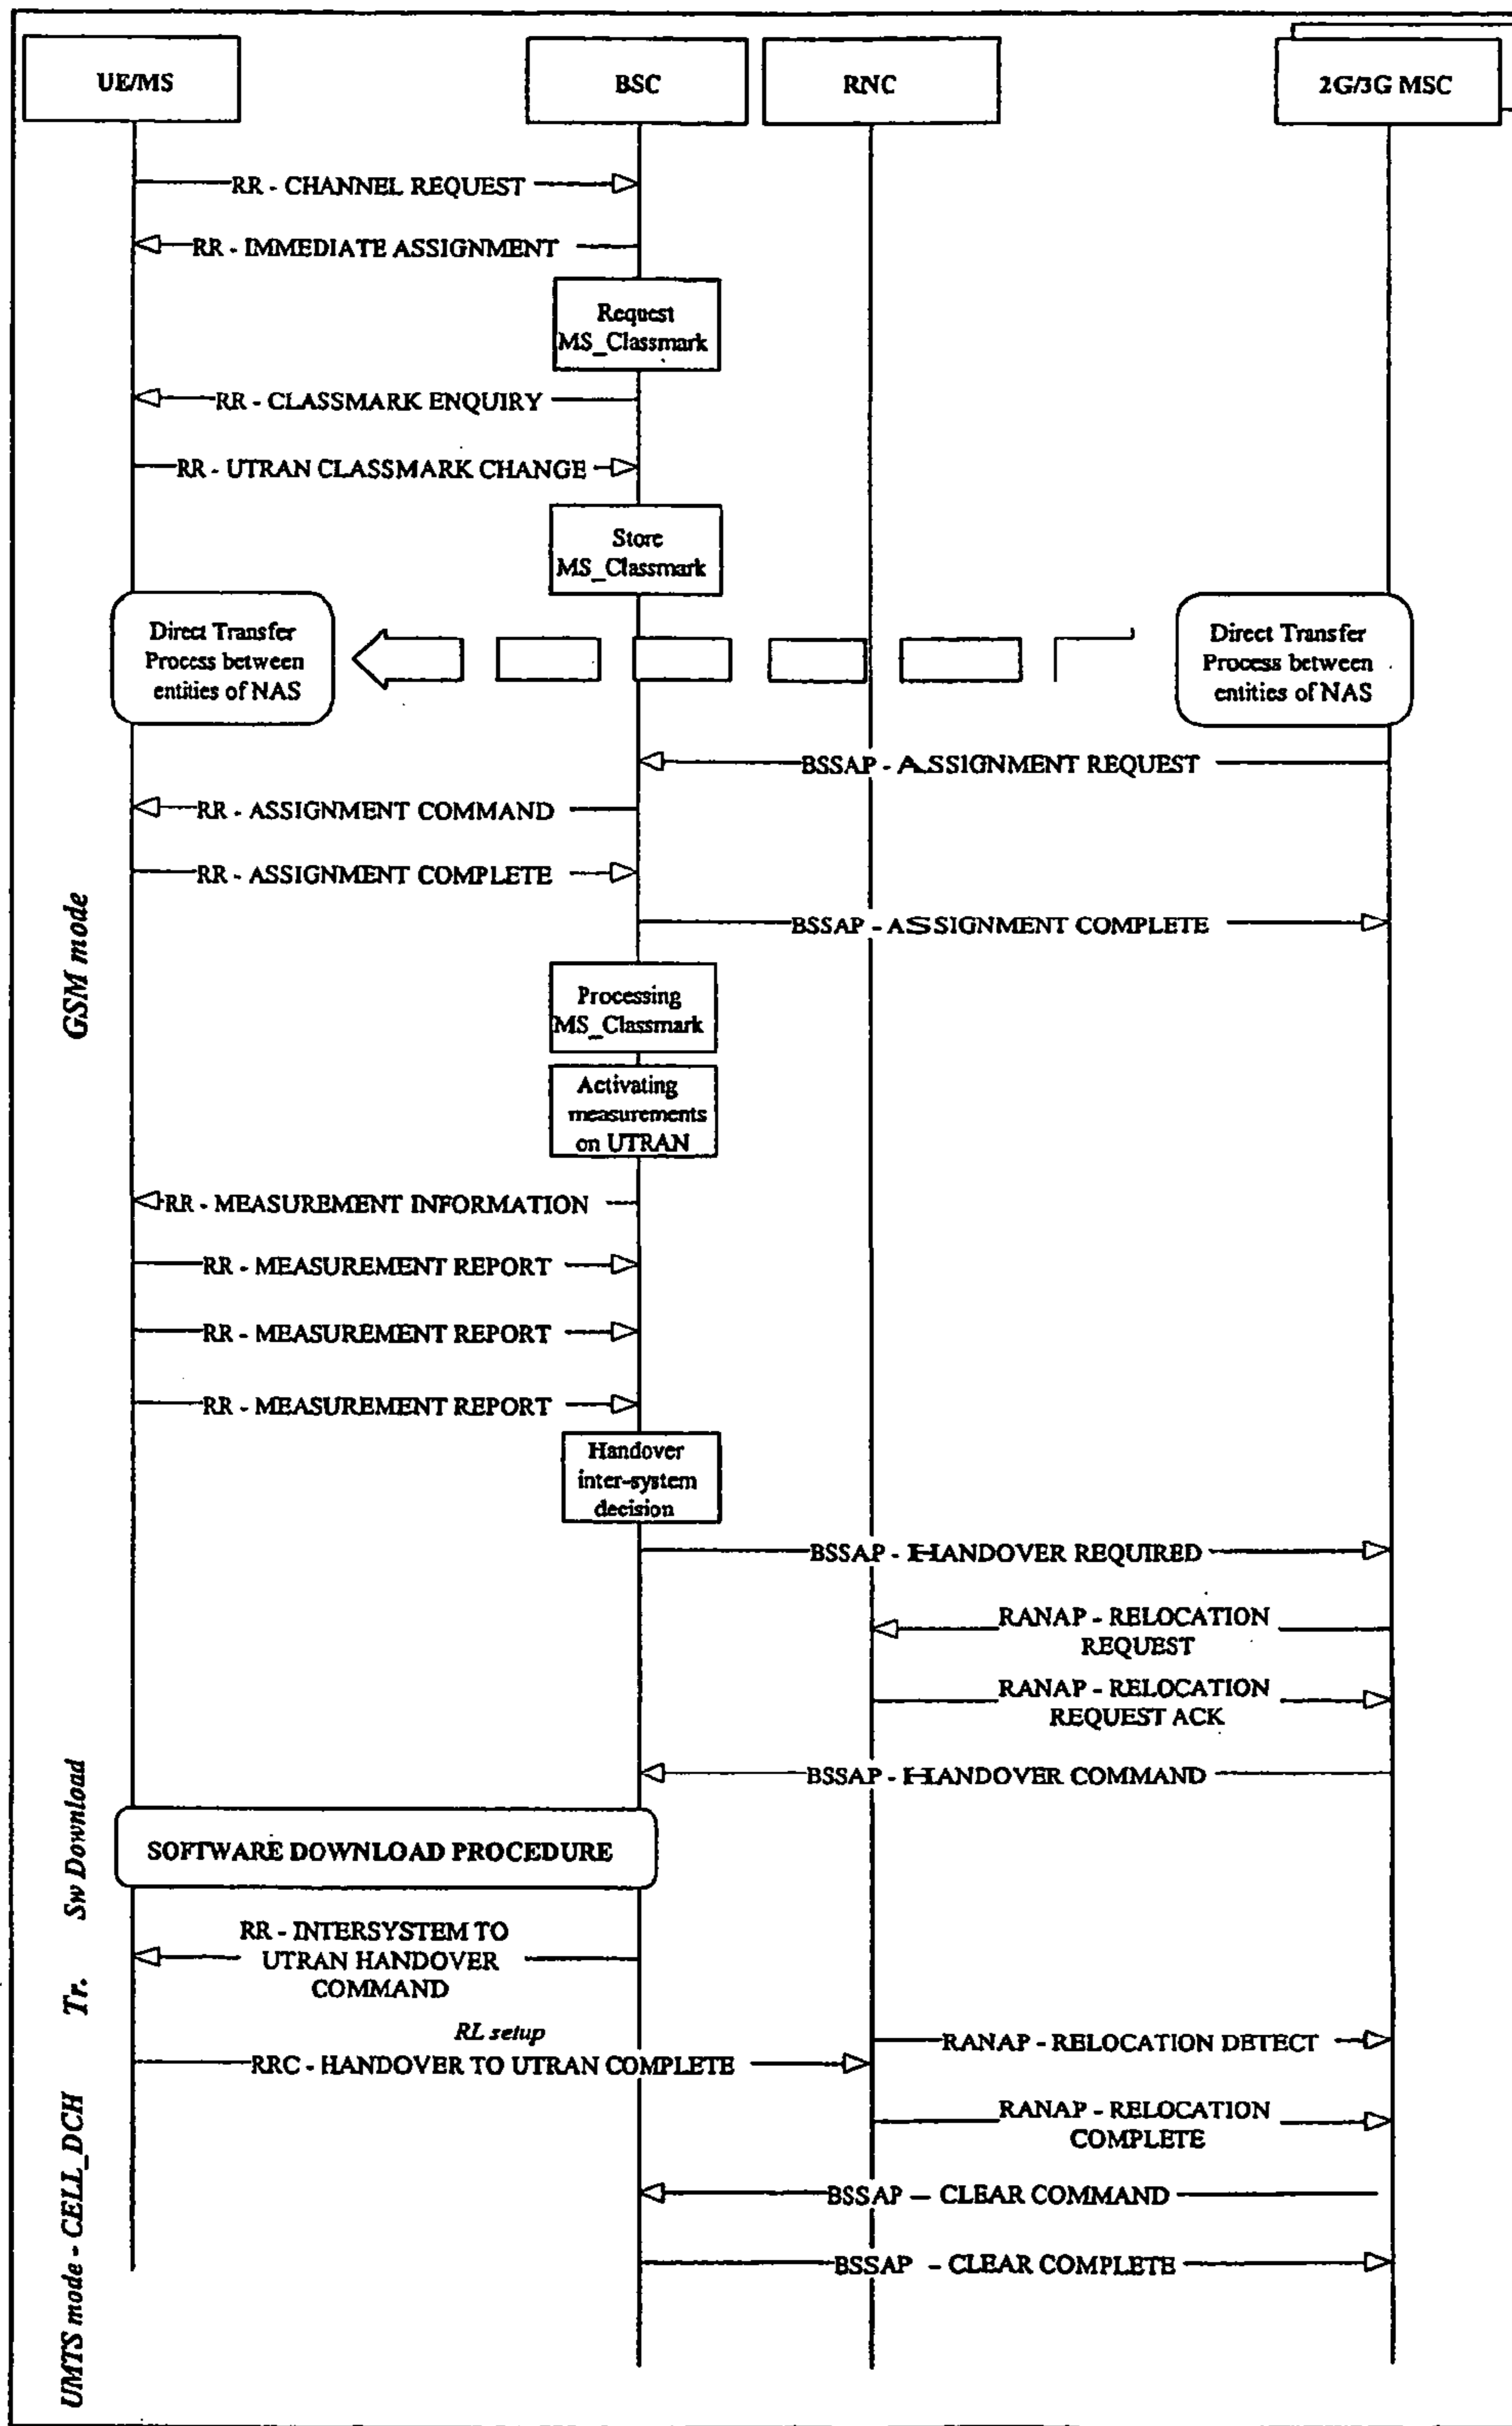 UE/MS
BSC
RNC
2G/3G MSC
RR - CHANNEL REQUEST
RR - IMMEDIATE ASSIGNMENT
Request
MS_Classmark
RR - CLASSMARK ENQUIRY
RR - UTRAN CLASSMARK CHANGE
Store
MS_Classmark
Direct Transfer
Process between
entities of NAS
Direct Transfer
Process between
entities of NAS
BSSAP - ASSIGNMENT REQUEST
RR - ASSIGNMENT COMMAND
RR - ASSIGNMENT COMPLETE
BSSAP - ASSIGNMENT COMPLETE
GSM mode
Processing
MS_Classmark
Activating
measurements
on UTRAN
RR - MEASUREMENT INFORMATION
RR - MEASUREMENT REPORT
RR - MEASUREMENT REPORT
RR - MEASUREMENT REPORT
Handover
inter-system
decision
BSSAP - HANDOVER REQUIRED
RANAP - RELOCATION
REQUEST
RANAP - RELOCATION
REQUEST ACK
BSSAP - HANDOVER COMMAND
Sw Download
SOFTWARE DOWNLOAD PROCEDURE
RR - INTERSYSTEM TO
UTRAN HANDOVER
COMMAND
Tr.
RL setup
RANAP - RELOCATION DETECT
RRC - HANDOVER TO UTRAN COMPLETE
RANAP - RELOCATION
COMPLETE
UMTS mode - CELL_DCH
BSSAP – CLEAR COMMAND
BSSAP - CLEAR COMPLETE